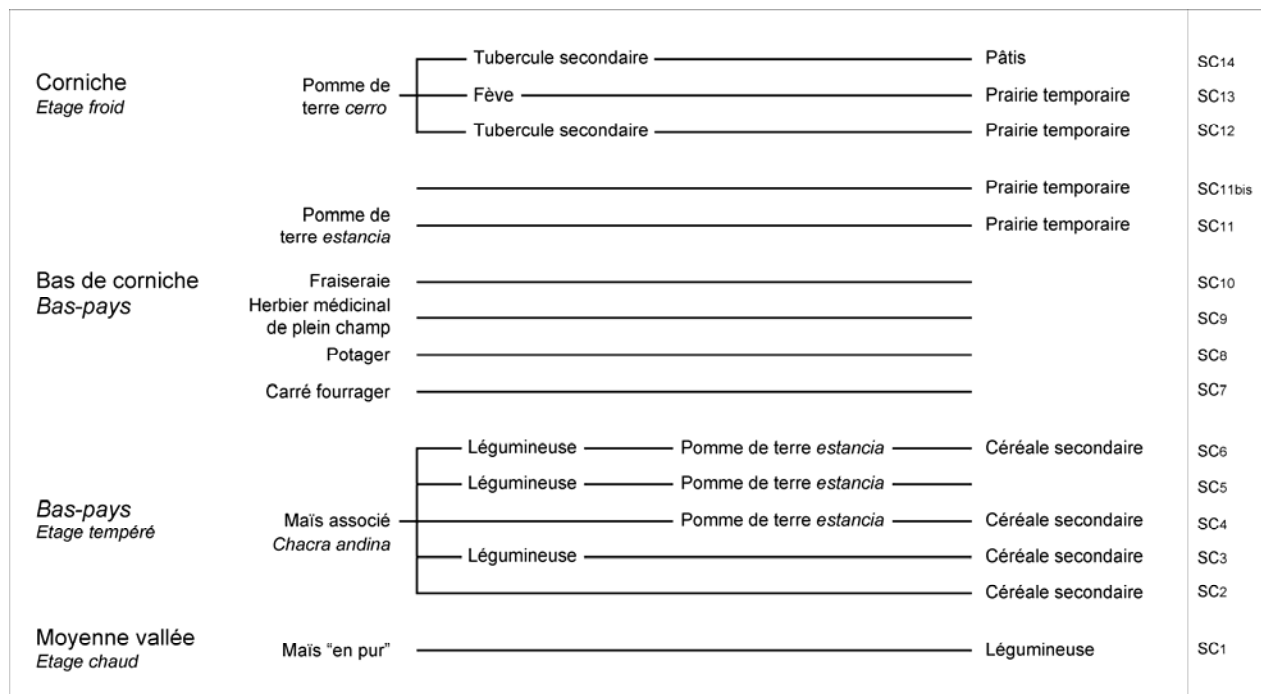 Tubercule secondaire Pâtis SC14
Corniche
Etage froid
Pomme de
terre cerro
Fève Prairie temporaire SC13
Tubercule secondaire Prairie temporaire SC12
Prairie temporaire SC11bis
Pomme de
terre estancia
Prairie temporaire SC11
Bas de corniche
Bas-pays
Fraiseraie SC10
Herbier médicinal
de plein champ
SC9
Potager SC8
Carré fourrager SC7
Légumineuse Pomme de terre estancia Céréale secondaire SC6
Légumineuse Pomme de terre estancia SC5
Bas-pays
Etage tempéré
Maïs associé
Chacra andina
Pomme de terre estancia Céréale secondaire SC4
Légumineuse Céréale secondaire SC3
Céréale secondaire SC2
Moyenne vallée
Etage chaud
Maïs “en pur” Légumineuse SC1